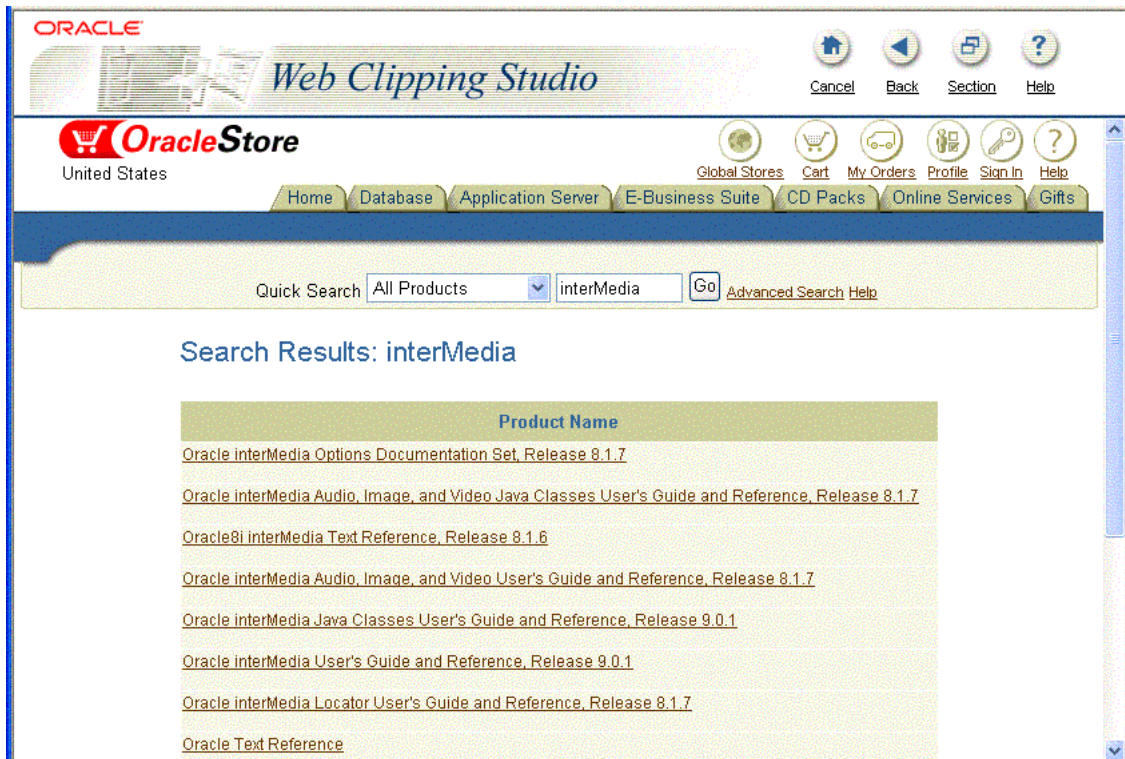 ORACLE
Web Clipping Studio
Cancel Back Section Help
OracleStore
United States
Global Stores Cart My Orders Profile Sign In Help
Home Database Application Server E-Business Suite CD Packs Online Services Gifts
Quick Search All Products interMedia Go Advanced Search Help
Search Results: interMedia
Product Name
Oracle interMedia Options Documentation Set, Release 8.1.7
Oracle interMedia Audio, Image, and Video Java Classes User's Guide and Reference, Release 8.1.7
Oracle8i interMedia Text Reference, Release 8.1.6
Oracle interMedia Audio, Image, and Video User's Guide and Reference, Release 8.1.7
Oracle interMedia Java Classes User's Guide and Reference, Release 9.0.1
Oracle interMedia User's Guide and Reference, Release 9.0.1
Oracle interMedia Locator User's Guide and Reference, Release 8.1.7
Oracle Text Reference